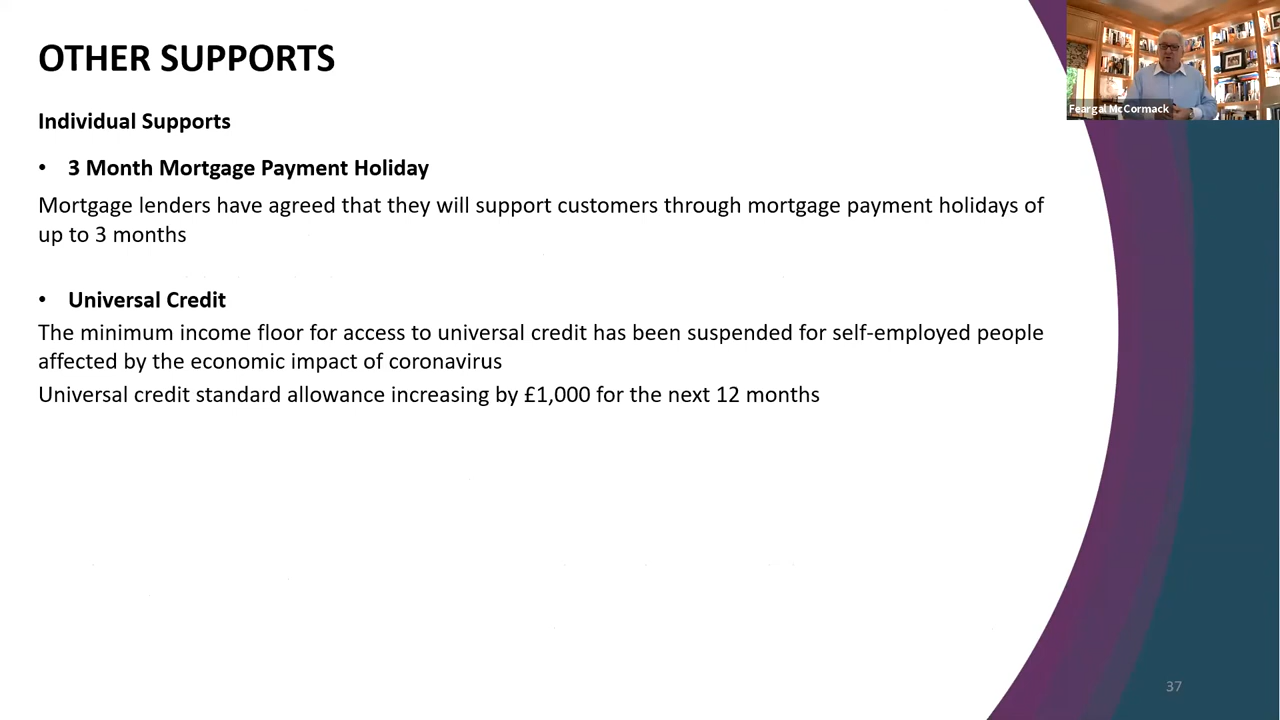 OTHER SUPPORTS
Feargal McCormack
Individual Supports
• 3 Month Mortgage Payment Holiday
Mortgage lenders have agreed that they will support customers through mortgage payment holidays of
up to 3 months
• Universal Credit
The minimum income floor for access to universal credit has been suspended for self-employed people
affected by the economic impact of coronavirus
Universal credit standard allowance increasing by £1,000 for the next 12 months
37